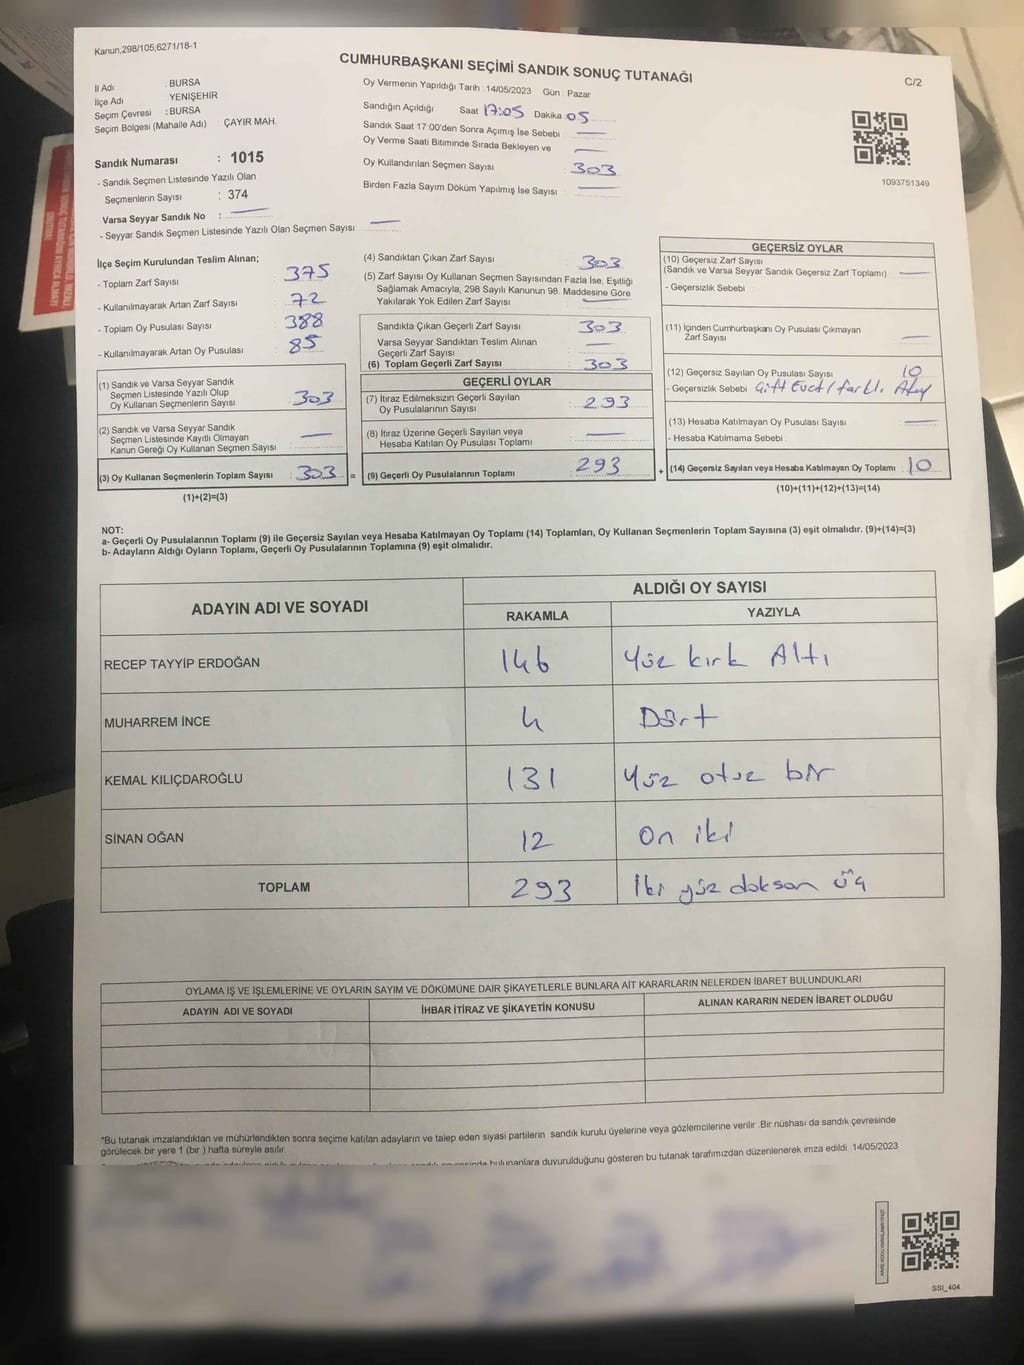 Kanun,298/105,6271/18-1
CUMHURBAŞKANI SEÇİMİ SANDIK SONUÇ TUTANAĞI
C/2
İl Adı : BURSA
İlçe Adı YENİŞEHİR
Seçim Çevresi : BURSA
Seçim Bölgesi (Mahalle Adı) : ÇAYIR MAH.
Sandık Numarası : 1015
- Sandık Seçmen Listesinde Yazılı Olan
Seçmenlerin Sayısı : 374
Varsa Seyyar Sandık No :
- Seyyar Sandık Seçmen Listesinde Yazılı Olan Seçmen Sayısı:
Oy Vermenin Yapıldığı Tarih : 14/05/2023 Gün : Pazar
Sandığın Açıldığı Saat 17:05 Dakika 05
Sandık Saat 17:00'den Sonra Açımış İse Sebebi
Oy Verme Saati Bitiminde Sırada Bekleyen ve
Oy Kullandırılan Seçmen Sayısı : 303
Birden Fazla Sayım Döküm Yapılmış İse Sayısı :
1093751349
İlçe Seçim Kurulundan Teslim Alınan;
- Toplam Zarf Sayısı : 375
- Kullanılmayarak Artan Zarf Sayısı : 72
- Toplam Oy Pusulası Sayısı : 388
- Kullanılmayarak Artan Oy Pusulası : 85
(1) Sandık ve Varsa Seyyar Sandık
Seçmen Listesinde Yazılı Olup
Oy Kullanan Seçmenlerin Sayısı : 303
(2) Sandık ve Varsa Seyyar Sandık
Seçmen Listesinde Kayıtlı Olmayan
Kanun Gereği Oy Kullanan Seçmen Sayısı :
(3) Oy Kullanan Seçmenlerin Toplam Sayısı : 303 =
(1)+(2)=(3)
(4) Sandıktan Çıkan Zarf Sayısı : 303
(5) Zarf Sayısı Oy Kullanan Seçmen Sayısından Fazla İse, Eşitliği
Sağlamak Amacıyla, 298 Sayılı Kanunun 98. Maddesine Göre
Yakılarak Yok Edilen Zarf Sayısı :
Sandıkta Çıkan Geçerli Zarf Sayısı : 303
Varsa Seyyar Sandıktan Teslim Alınan
Geçerli Zarf Sayısı
(6) Toplam Geçerli Zarf Sayısı : 303
GEÇERLİ OYLAR
(7) İtiraz Edilmeksizin Geçerli Sayılan
Oy Pusulalarının Sayısı : 293
(8) İtiraz Üzerine Geçerli Sayılan veya
Hesaba Katılan Oy Pusulası Toplamı :
(9) Geçerli Oy Pusulalarının Toplamı : 293 +
GEÇERSİZ OYLAR
(10) Geçersiz Zarf Sayısı
(Sandık ve Varsa Seyyar Sandık Geçersiz Zarf Toplamı) :
- Geçersizlik Sebebi :
(11) İçinden Cumhurbaşkanı Oy Pusulası Çıkmayan
Zarf Sayısı :
(12) Geçersiz Sayılan Oy Pusulası Sayısı : 10
- Geçersizlik Sebebi : Çift Evet / farklı
(13) Hesaba Katılmayan Oy Pusulası Sayısı :
- Hesaba Katılmama Sebebi :
(14) Geçersiz Sayılan veya Hesaba Katılmayan Oy Toplamı : 10
(10)+(11)+(12)+(13)=(14)
NOT:
a- Geçerli Oy Pusulalarının Toplamı (9) ile Geçersiz Sayılan veya Hesaba Katılmayan Oy Toplamı (14) Toplamları, Oy Kullanan Seçmenlerin Toplam Sayısına (3) eşit olmalıdır. (9)+(14)=(3)
b- Adayların Aldığı Oyların Toplamı, Geçerli Oy Pusulalarının Toplamına (9) eşit olmalıdır.
ADAYIN ADI VE SOYADI
ALDIĞI OY SAYISI
RAKAMLA YAZIYLA
RECEP TAYYİP ERDOĞAN 146 Yüz kırk Altı
MUHARREM İNCE 4 Dört
KEMAL KILIÇDAROĞLU 131 Yüz otuz bir
SİNAN OĞAN 12 On iki
TOPLAM 293 İki yüz doksan üç
OYLAMA İŞ VE İŞLEMLERİNE VE OYLARIN SAYIM VE DÖKÜMÜNE DAİR ŞİKAYETLERLE BUNLARA AİT KARARLARIN NELERDEN İBARET BULUNDUKLARI
ADAYIN ADI VE SOYADI İHBAR İTİRAZ VE ŞİKAYETİN KONUSU ALINAN KARARIN NEDEN İBARET OLDUĞU
*Bu tutanak imzalandıktan ve mühürlendikten sonra seçime katılan adayların ve talep eden siyasi partilerin sandık kurulu üyelerine veya gözlemcilerine verilir. Bir nüshası da sandık çevresinde
görülecek bir yere 1 (bir ) hafta süreyle asılır.
bulunanlara duyurulduğunu gösteren bu tutanak tarafımızdan düzenlenerek imza edildi. 14/05/2023
SSI_404